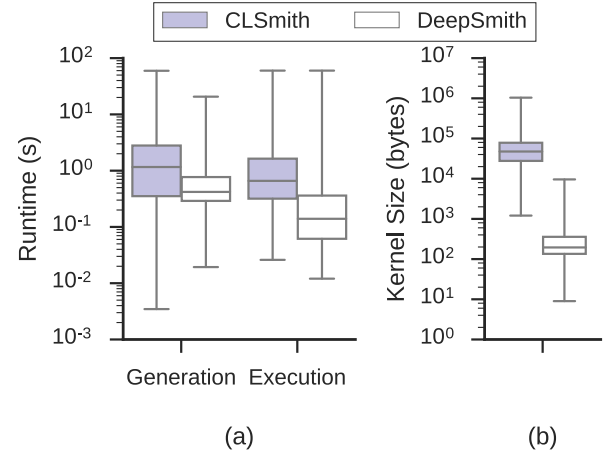 CLSmith DeepSmith
Runtime (s)
10^2
10^1
10^0
10^-1
10^-2
10^-3
Generation Execution
(a)
Kernel Size (bytes)
10^7
10^6
10^5
10^4
10^3
10^2
10^1
10^0
(b)